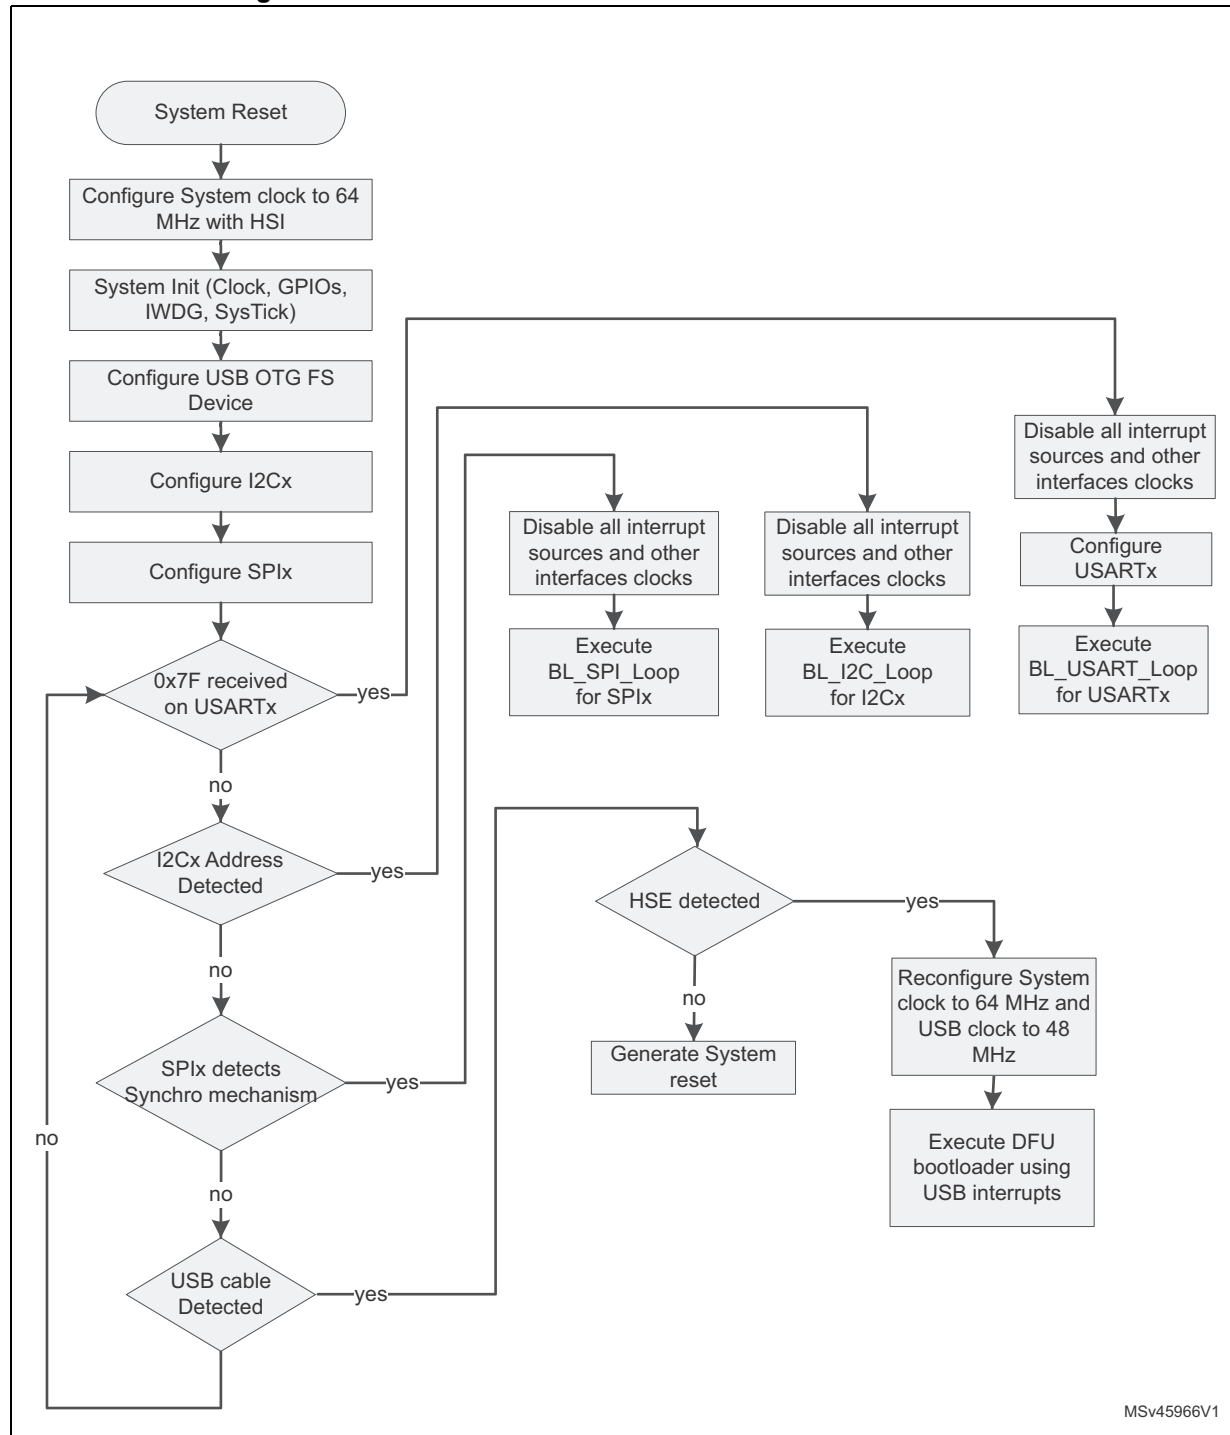 System Reset
Configure System clock to 64
MHz with HSI
System Init (Clock, GPIOs,
IWDG, SysTick)
Configure USB OTG FS
Device
Configure I2Cx
Configure SPIx
0x7F received
on USARTx
yes
no
I2Cx Address
Detected
yes
no
SPIx detects
Synchro mechanism
yes
no
USB cable
Detected
yes
no
Disable all interrupt
sources and other
interfaces clocks
Execute
BL_SPI_Loop
for SPIx
Disable all interrupt
sources and other
interfaces clocks
Execute
BL_I2C_Loop
for I2Cx
Disable all interrupt
sources and other
interfaces clocks
Configure
USARTx
Execute
BL_USART_Loop
for USARTx
HSE detected
yes
no
Generate System
reset
Reconfigure System
clock to 64 MHz and
USB clock to 48
MHz
Execute DFU
bootloader using
USB interrupts
MSv45966V1